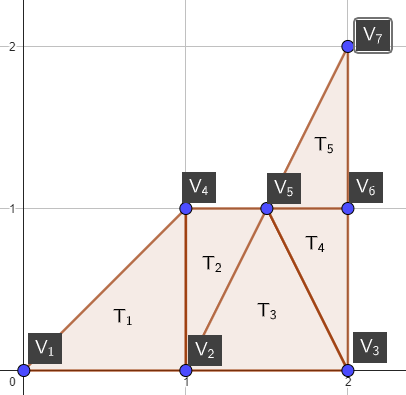 2
V₇
T₅
V₄
V₅
V₆
1
T₂
T₄
T₁
T₃
V₁
V₂
V₃
0
1
2